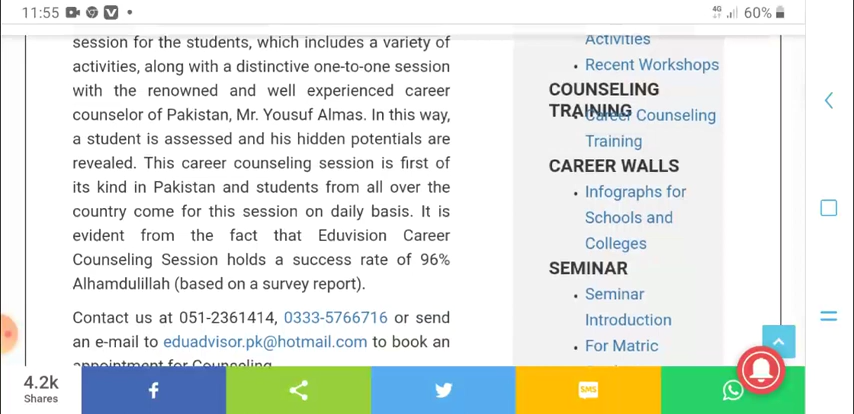 11:55
4G 60%
session for the students, which includes a variety of
activities, along with a distinctive one-to-one session
with the renowned and well experienced career
counselor of Pakistan, Mr. Yousuf Almas. In this way,
a student is assessed and his hidden potentials are
revealed. This career counseling session is first of
its kind in Pakistan and students from all over the
country come for this session on daily basis. It is
evident from the fact that Eduvision Career
Counseling Session holds a success rate of 96%
Alhamdulillah (based on a survey report).
Contact us at 051-2361414, 0333-5766716 or send
an e-mail to eduadvisor.pk@hotmail.com to book an
appointment for Counseling
Activities
Recent Workshops
COUNSELING
TRAINING
Career Counseling
Training
CAREER WALLS
Infographs for
Schools and
Colleges
SEMINAR
Seminar
Introduction
For Matric
4.2k
Shares
SMS